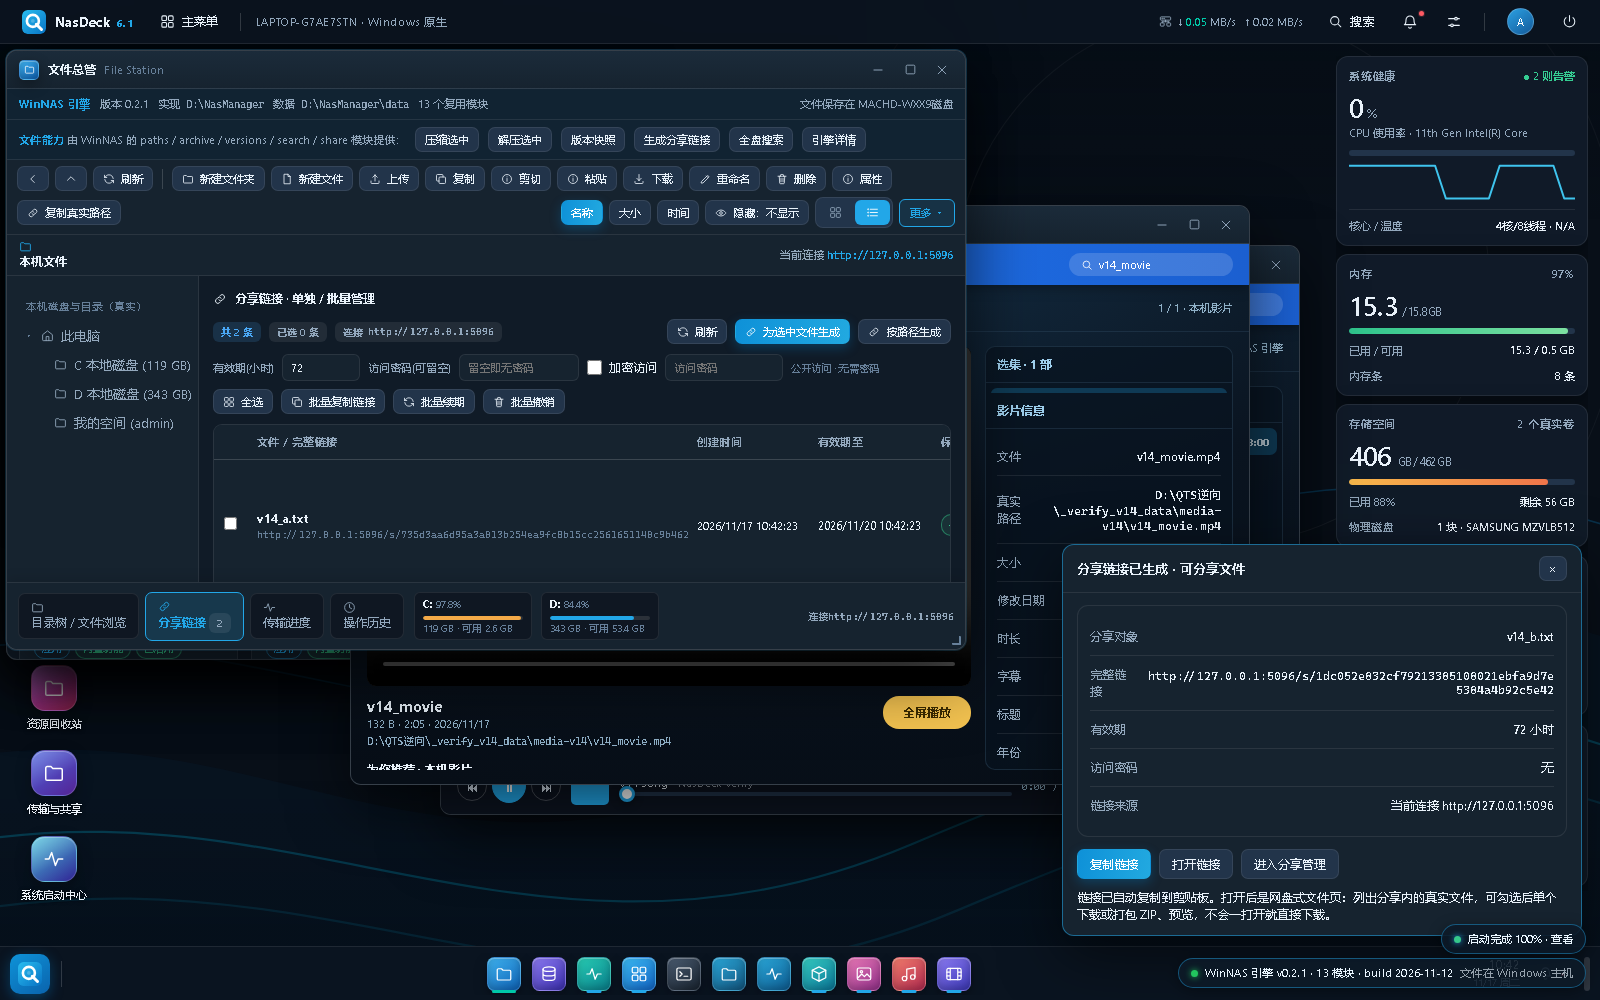 NasDeck 6.1 主菜单 LAPTOP-G7AE7STN · Windows 原生
↓0.05 MB/s ↑0.02 MB/s 搜索 A
文件总管 File Station
WinNAS 引擎 版本 0.2.1 实现 D:\NasManager 数据 D:\NasManager\data 13 个复用模块 文件保存在 MACHD-WXX9磁盘
文件能力 由 WinNAS 的 paths / archive / versions / search / share 模块提供: 压缩选中 解压选中 版本快照 生成分享链接 全盘搜索 引擎详情
刷新 新建文件夹 新建文件 上传 复制 剪切 粘贴 下载 重命名 删除 属性
复制真实路径 名称 大小 时间 隐藏: 不显示 更多
本机文件 当前连接 http://127.0.0.1:5096
本机磁盘与目录（真实）
此电脑
C 本地磁盘 (119 GB)
D 本地磁盘 (343 GB)
我的空间 (admin)
分享链接 · 单独 / 批量管理
共 2 条 已选 0 条 连接 http://127.0.0.1:5096 刷新 为选中文件生成 按路径生成
有效期(小时) 72 访问密码(可留空) 留空即无密码 加密访问 访问密码 公开访问 · 无需密码
全选 批量复制链接 批量续期 批量撤销
文件 / 完整链接 创建时间 有效期至
v14_a.txt
http://127.0.0.1:5096/s/735d3aa6d95a3a013b254ea9fc8b15cc256165114bc9b462 2026/11/17 10:42:23 2026/11/20 10:42:23
目录树 / 文件浏览 分享链接 2 传输进度 操作历史
C: 97.8%
119 GB · 可用 2.6 GB
D: 84.4%
343 GB · 可用 53.4 GB
连接http://127.0.0.1:5096
v14_movie
1 / 1 · 本机影片
选集 · 1 部
影片信息
文件 v14_movie.mp4
真实路径 D:\QTS逆向\_verify_v14_data\media-v14\v14_movie.mp4
大小
修改日期
时长
字幕
标题
年份
v14_movie
132 B · 2:05 · 2026/11/17
D:\QTS逆向\_verify_v14_data\media-v14\v14_movie.mp4
全屏播放
为你推荐 · 本机影片
0:00 /
S 引擎
系统健康 2 则告警
0 %
CPU 使用率 · 11th Gen Intel(R) Core
核心 / 温度 4核/8线程 · N/A
内存 97%
15.3 / 15.8GB
已用 / 可用 15.3 / 0.5 GB
内存条 8 条
存储空间 2 个真实卷
406 GB / 462GB
已用 88% 剩余 56 GB
物理磁盘 1 块 · SAMSUNG MZVLB512
分享链接已生成 · 可分享文件
分享对象 v14_b.txt
完整链接 http://127.0.0.1:5096/s/1dc052e832cf79213385108021ebfa9d7e5384a4b92c5e42
有效期 72 小时
访问密码 无
链接来源 当前连接 http://127.0.0.1:5096
复制链接 打开链接 进入分享管理
链接已自动复制到剪贴板。打开后是网盘式文件页: 列出分享内的真实文件，可勾选后单个
下载或打包 ZIP、预览，不会一打开就直接下载。
资源回收站
传输与共享
系统启动中心
启动完成 100% · 查看
WinNAS 引擎 v0.2.1 · 13 模块 · build 2026-11-12 文件在 Windows 主机